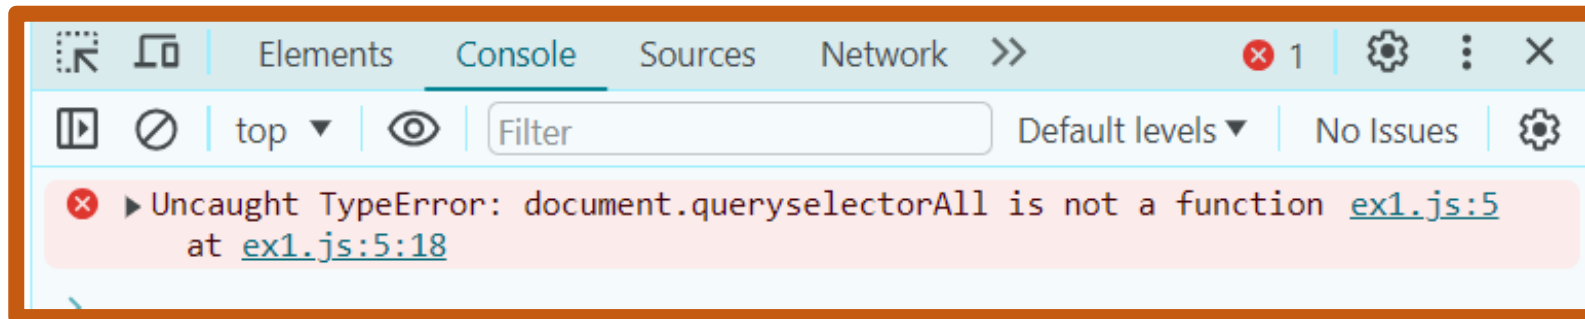 Elements Console Sources Network 1
top Filter Default levels No Issues
Uncaught TypeError: document.queryselectorAll is not a function ex1.js:5
at ex1.js:5:18